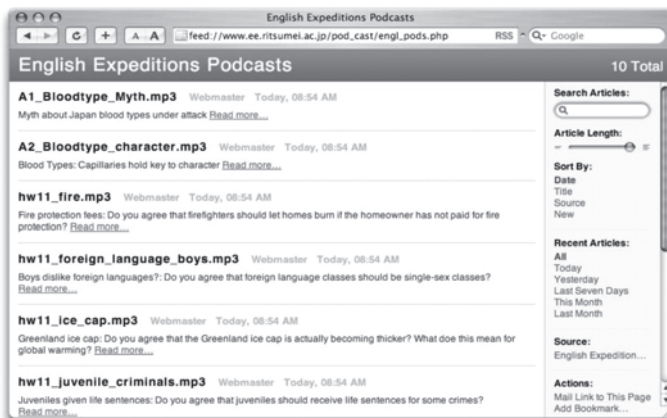 English Expeditions Podcasts
A A
feed://www.ee.ritsumei.ac.jp/pod_cast/engl_pods.php RSS
Q- Google
English Expeditions Podcasts
10 Total
A1_Bloodtype_Myth.mp3 Webmaster Today, 08:54 AM
Myth about Japan blood types under attack Read more...
A2_Bloodtype_character.mp3 Webmaster Today, 08:54 AM
Blood Types: Capillaries hold key to character Read more...
hw11_fire.mp3 Webmaster Today, 08:54 AM
Fire protection fees: Do you agree that firefighters should let homes burn if the homeowner has not paid for fire
protection? Read more...
hw11_foreign_language_boys.mp3 Webmaster Today, 08:54 AM
Boys dislike foreign languages?: Do you agree that foreign language classes should be single-sex classes?
Read more...
hw11_ice_cap.mp3 Webmaster Today, 08:54 AM
Greenland ice cap: Do you agree that the Greenland ice cap is actually becoming thicker? What doe this mean for
global warming? Read more...
hw11_juvenile_criminals.mp3 Webmaster Today, 08:54 AM
Juveniles given life sentences: Do you agree that juveniles should receive life sentences for some crimes?
Read more...
Search Articles:
Article Length:
Sort By:
Date
Title
Source
New
Recent Articles:
All
Today
Yesterday
Last Seven Days
This Month
Last Month
Source:
English Expedition...
Actions:
Mail Link to This Page
Add Bookmark...